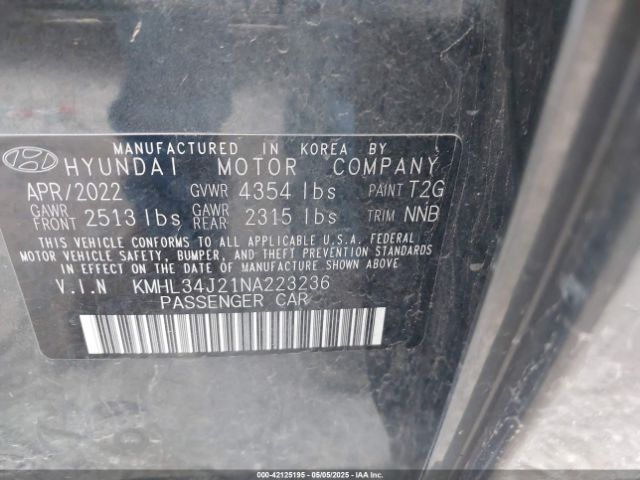 MANUFACTURED IN KOREA BY
HYUNDAI MOTOR COMPANY
APR/2022 GVWR 4354 lbs PAINT T2G
GAWR FRONT 2513 lbs GAWR REAR 2315 lbs TRIM NNB
THIS VEHICLE CONFORMS TO ALL APPLICABLE U.S.A. FEDERAL
MOTOR VEHICLE SAFETY, BUMPER, AND THEFT PREVENTION STANDARDS
IN EFFECT ON THE DATE OF MANUFACTURE SHOWN ABOVE.
V.I.N KMHL34J21NA223236
PASSENGER CAR
000-42125195 - 05/05/2025 - IAAI.COM